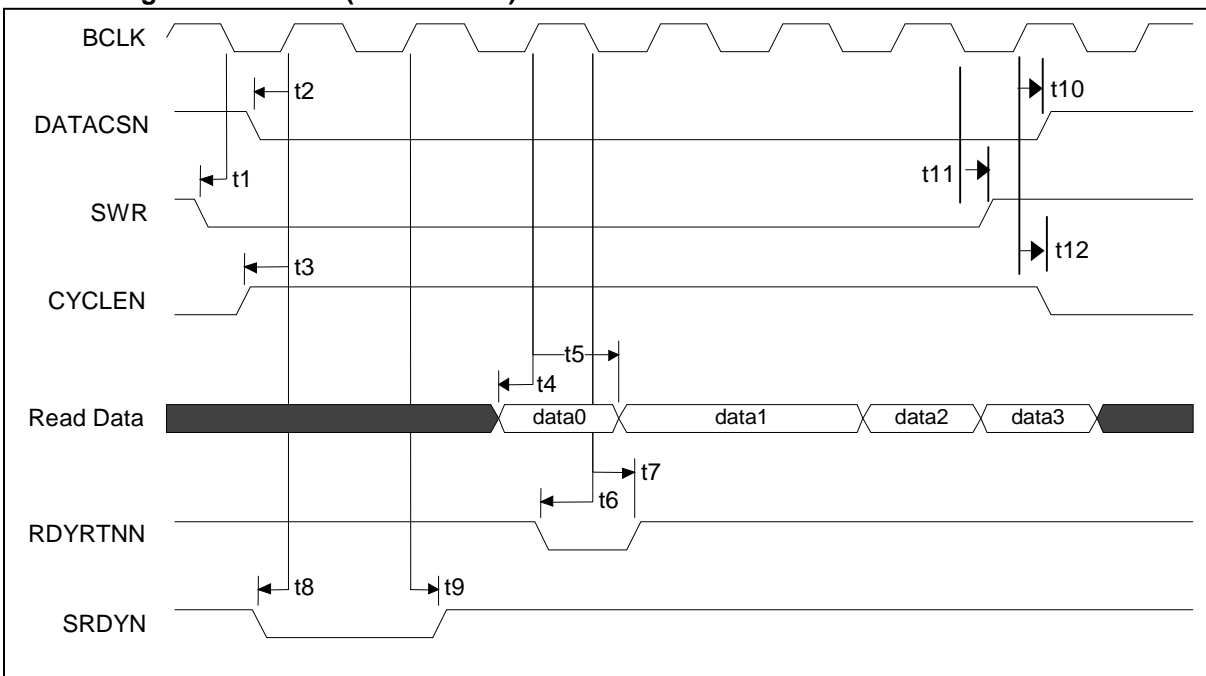 BCLK
t2
t10
DATACSN
t1
t11
SWR
t12
t3
CYCLEN
t5
t4
Read Data
data0
data1
data2
data3
t7
t6
RDYRTNN
t8
t9
SRDYN